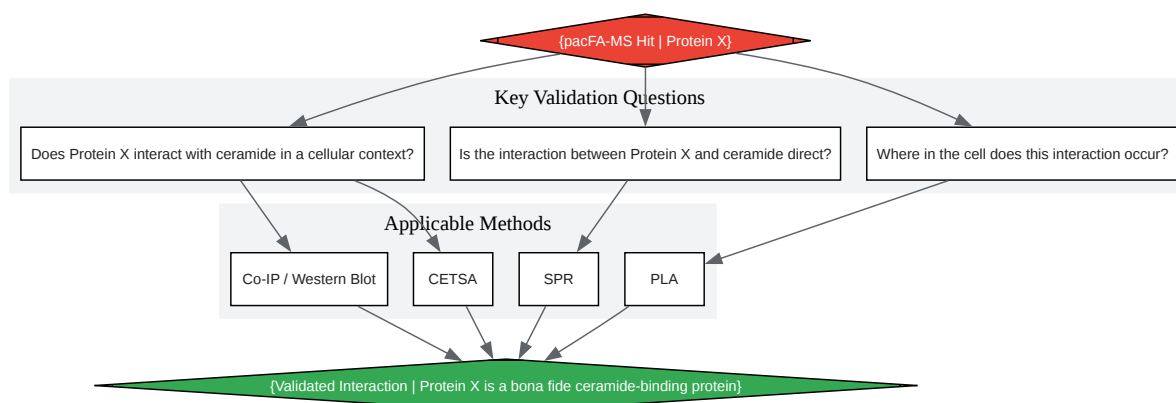 {pacFA-MS Hit | Protein X}
Key Validation Questions
Does Protein X interact with ceramide in a cellular context?
Is the interaction between Protein X and ceramide direct?
Where in the cell does this interaction occur?
Applicable Methods
Co-IP / Western Blot
CETSA
SPR
PLA
{Validated Interaction | Protein X is a bona fide ceramide-binding protein}